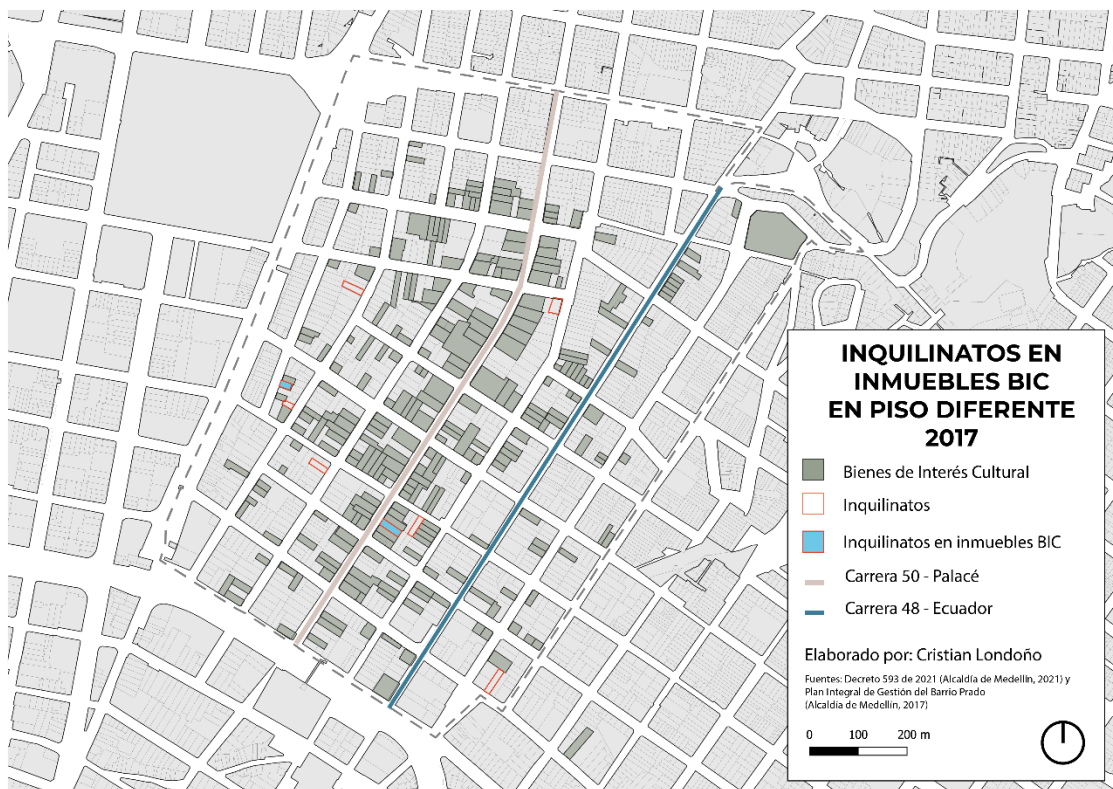 INQUILINATOS EN
INMUEBLES BIC
EN PISO DIFERENTE
2017
Bienes de Interés Cultural
Inquilinatos
Inquilinatos en inmuebles BIC
Carrera 50 - Palacé
Carrera 48 - Ecuador
Elaborado por: Cristian Londoño
Fuentes: Decreto 593 de 2021 (Alcaldía de Medellín, 2021) y
Plan Integral de Gestión del Barrio Prado
(Alcaldía de Medellín, 2017)
0 100 200 m